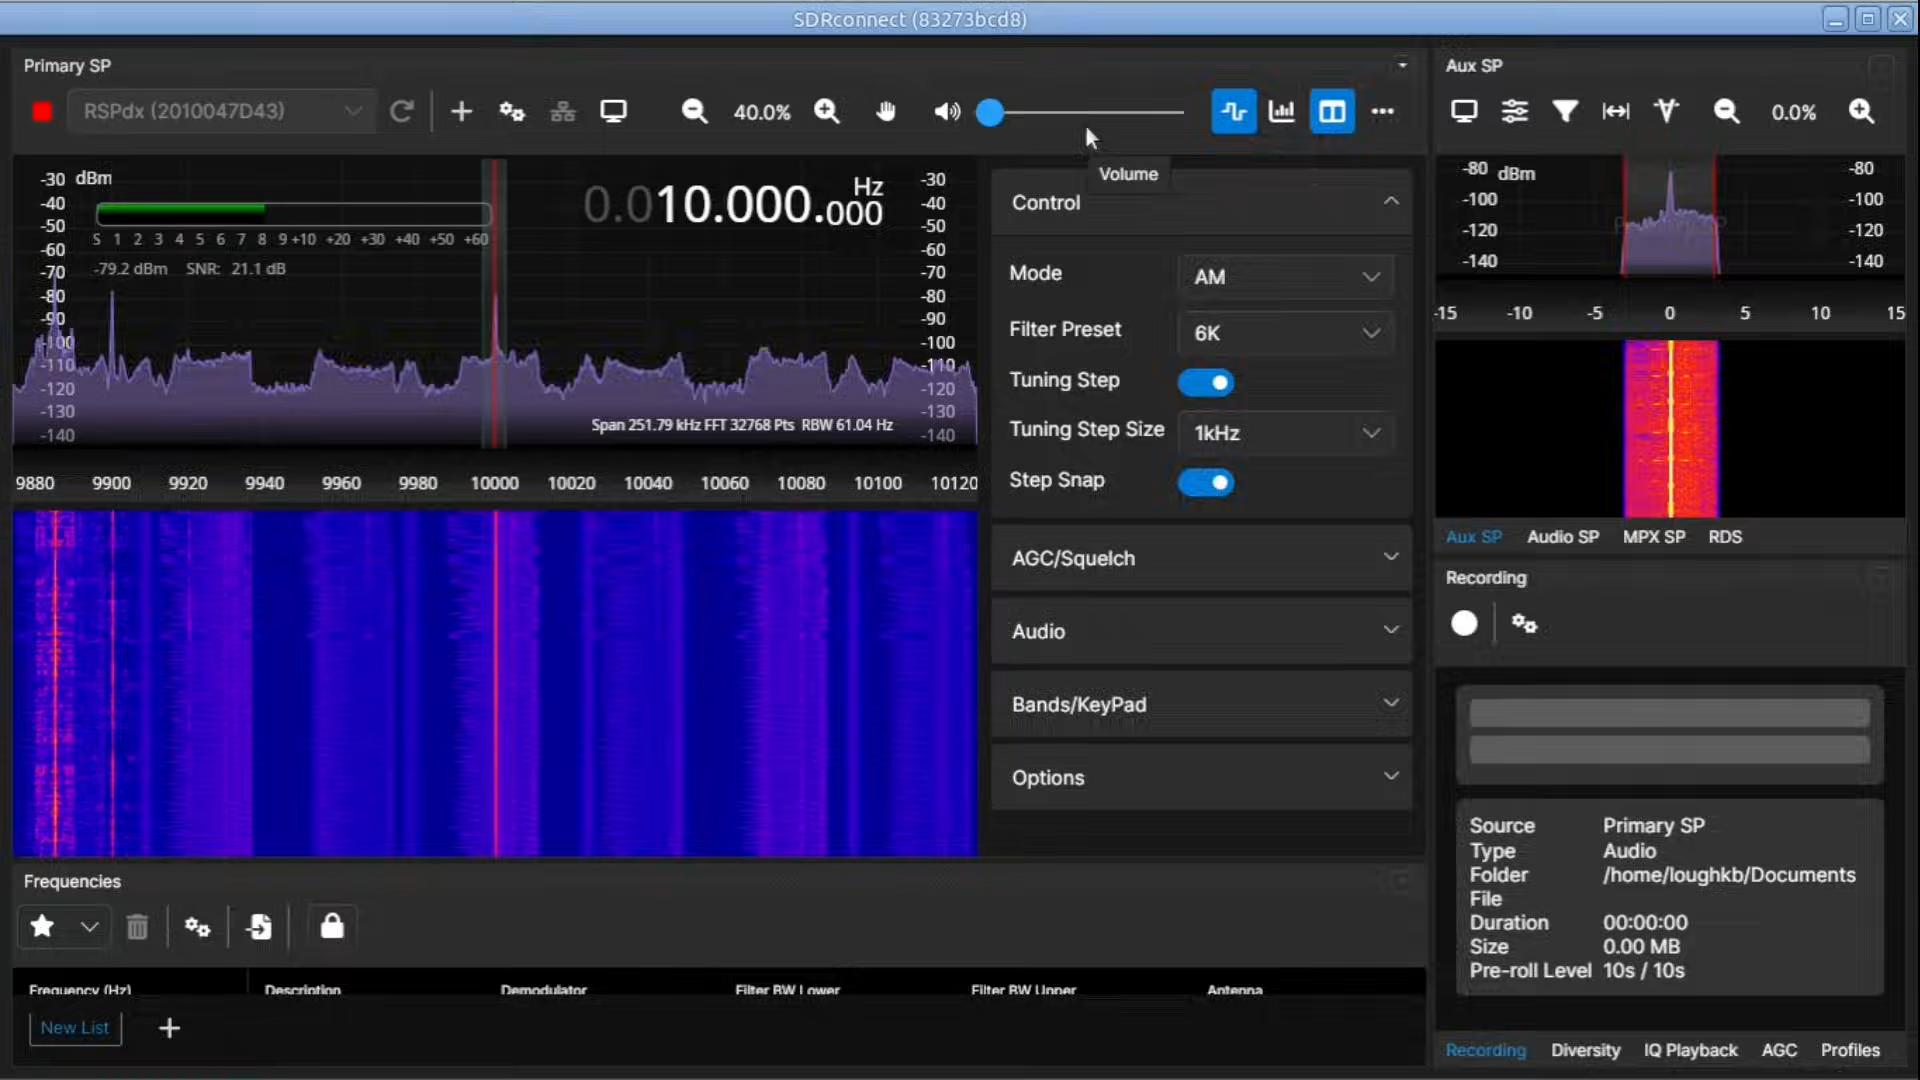 SDRconnect (83273bcd8)
Primary SP
RSPdx (2010047D43)
40.0%
Volume
-30 dBm
-40
-50
-60
-70
-80
-90
-100
-110
-120
-130
-140
S 1 2 3 4 5 6 7 8 9 +10 +20 +30 +40 +50 +60
-79.2 dBm SNR: 21.1 dB
0.010.000.000 Hz
-30
-40
-50
-60
-70
-80
-90
-100
-110
-120
-130
-140
Span 251.79 kHz FFT 32768 Pts RBW 61.04 Hz
9880 9900 9920 9940 9960 9980 10000 10020 10040 10060 10080 10100 10120
Control
Mode AM
Filter Preset 6K
Tuning Step
Tuning Step Size 1kHz
Step Snap
AGC/Squelch
Audio
Bands/KeyPad
Options
Frequencies
Frequency (Hz) Description Demodulator Filter BW Lower Filter BW Upper Antenna
New List
Aux SP
0.0%
-80 dBm -80
-100 -100
-120 -120
-140 -140
-15 -10 -5 0 5 10 15
Aux SP Audio SP MPX SP RDS
Recording
Source Primary SP
Type Audio
Folder /home/loughkb/Documents
File
Duration 00:00:00
Size 0.00 MB
Pre-roll Level 10s / 10s
Recording Diversity IQ Playback AGC Profiles